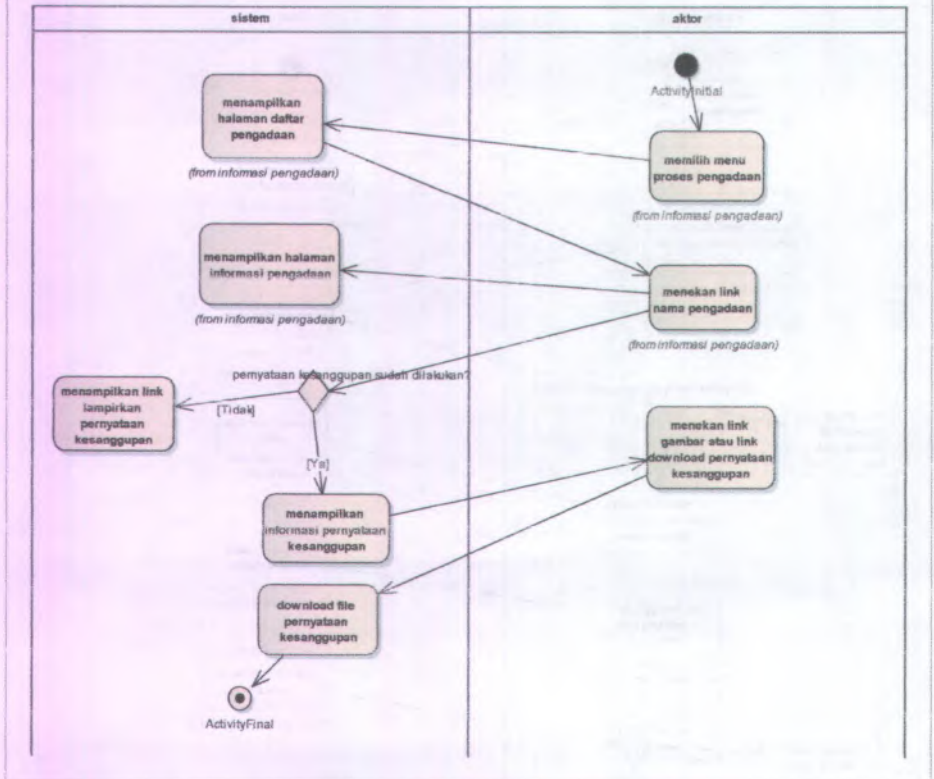 sistem
aktor
ActivityInitial
menampilkan
halaman daftar
pengadaan
(from informasi pengadaan)
memilih menu
proses pengadaan
(from informasi pengadaan)
menampilkan halaman
informasi pengadaan
(from informasi pengadaan)
menekan link
nama pengadaan
(from informasi pengadaan)
pernyataan kesanggupan sudah dilakukan?
menampilkan link
lampirkan
pernyataan
kesanggupan
[Tidak]
[Ya]
menekan link
gambar atau link
download pernyataan
kesanggupan
menampilkan
informasi pernyataan
kesanggupan
download file
pernyataan
kesanggupan
ActivityFinal